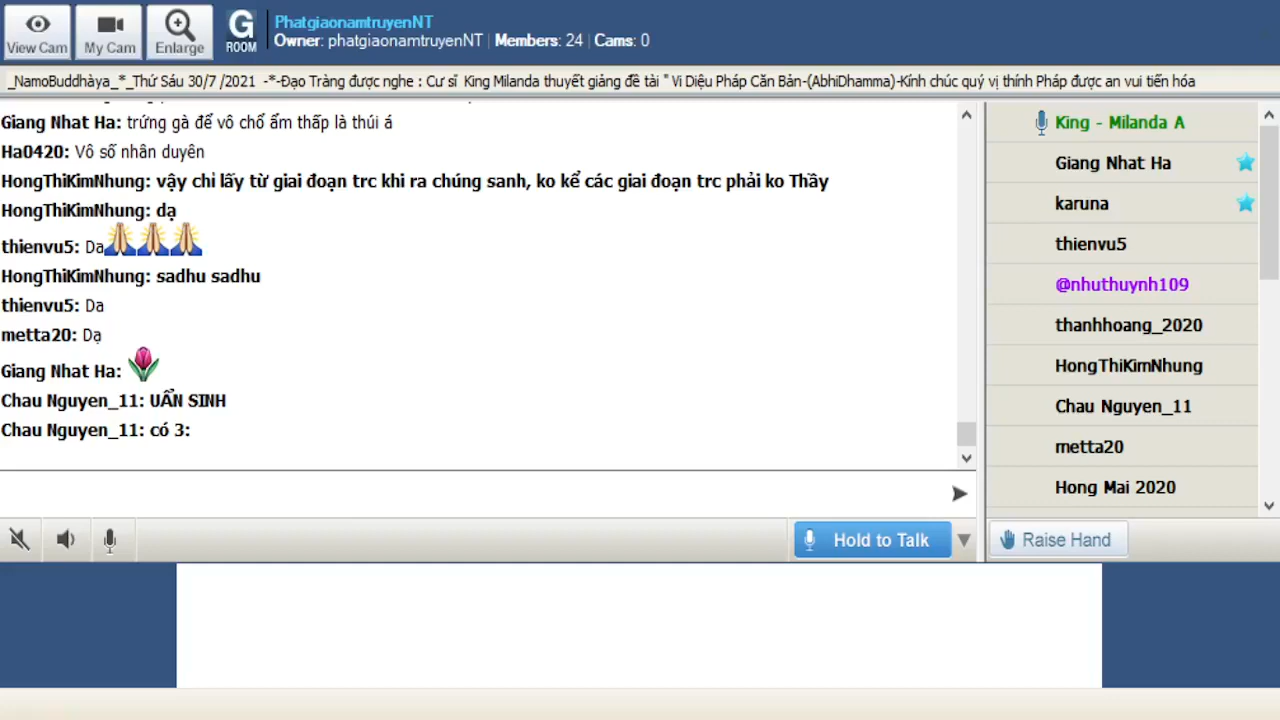 View Cam
My Cam
Enlarge
G
ROOM
PhatgiaonamtruyenNT
Owner: phatgiaonamtruyenNT | Members: 24 | Cams: 0
_NamoBuddhàya_*_Thứ Sáu 30/7 /2021 -*-Đạo Tràng được nghe : Cư sĩ King Milanda thuyết giảng đề tài " Vi Diệu Pháp Căn Bản-(AbhiDhamma)-Kính chúc quý vị thính Pháp được an vui tiến hóa
Giang Nhat Ha: trứng gà để vô chổ ẩm thấp là thúi á
Ha0420: Vô số nhân duyên
HongThiKimNhung: vậy chỉ lấy từ giai đoạn trc khi ra chúng sanh, ko kể các giai đoạn trc phải ko Thầy
HongThiKimNhung: dạ
thienvu5: Da
HongThiKimNhung: sadhu sadhu
thienvu5: Da
metta20: Dạ
Giang Nhat Ha:
Chau Nguyen_11: UẨN SINH
Chau Nguyen_11: có 3:
King - Milanda A
Giang Nhat Ha
karuna
thienvu5
@nhuthuynh109
thanhhoang_2020
HongThiKimNhung
Chau Nguyen_11
metta20
Hong Mai 2020
Hold to Talk
Raise Hand